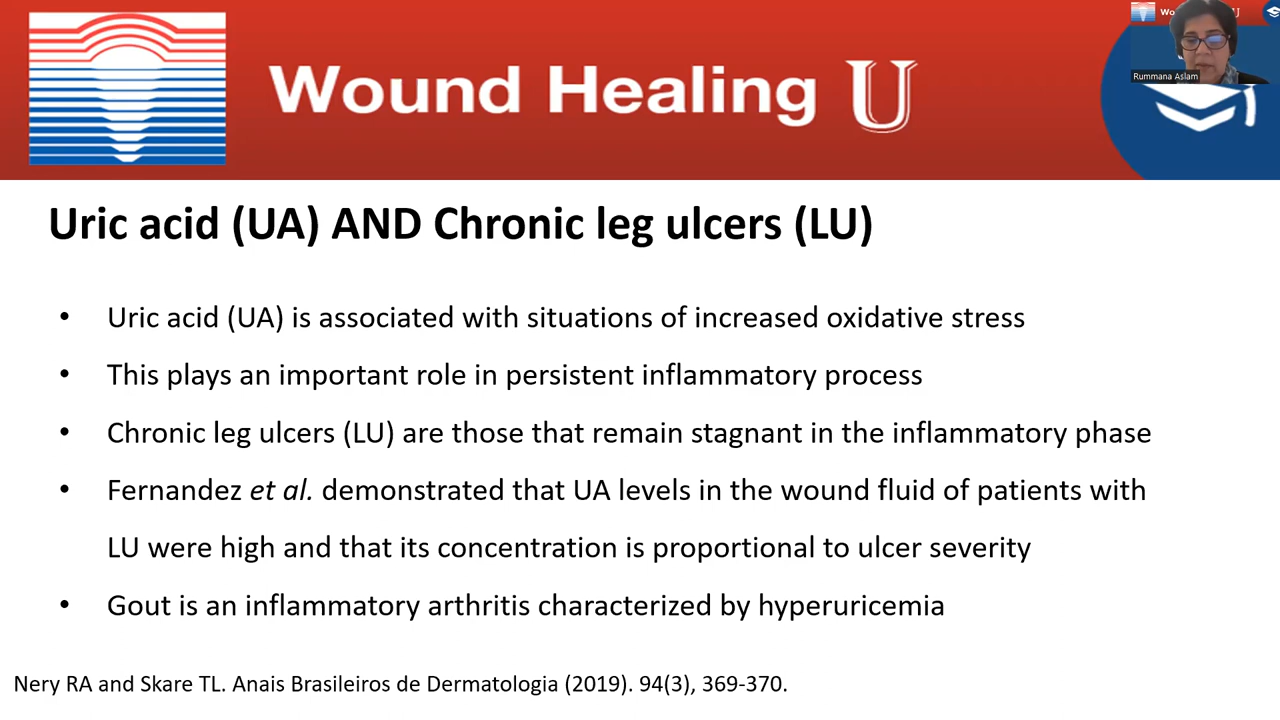 Wo
U
Rummana Aslam
Wound Healing U
Uric acid (UA) AND Chronic leg ulcers (LU)
• Uric acid (UA) is associated with situations of increased oxidative stress
• This plays an important role in persistent inflammatory process
• Chronic leg ulcers (LU) are those that remain stagnant in the inflammatory phase
• Fernandez et al. demonstrated that UA levels in the wound fluid of patients with
LU were high and that its concentration is proportional to ulcer severity
• Gout is an inflammatory arthritis characterized by hyperuricemia
Nery RA and Skare TL. Anais Brasileiros de Dermatologia (2019). 94(3), 369-370.